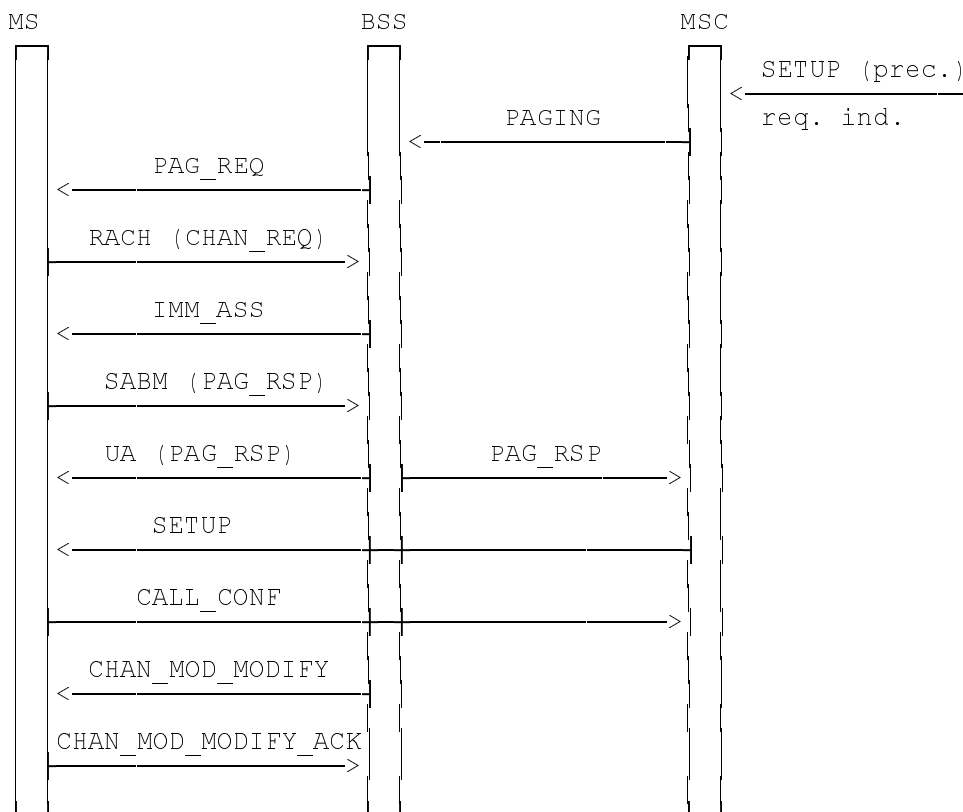 MS BSS MSC
SETUP (prec.)
req. ind.
PAGING
PAG_REQ
RACH (CHAN_REQ)
IMM_ASS
SABM (PAG_RSP)
UA (PAG_RSP) PAG_RSP
SETUP
CALL_CONF
CHAN_MOD_MODIFY
CHAN_MOD_MODIFY_ACK